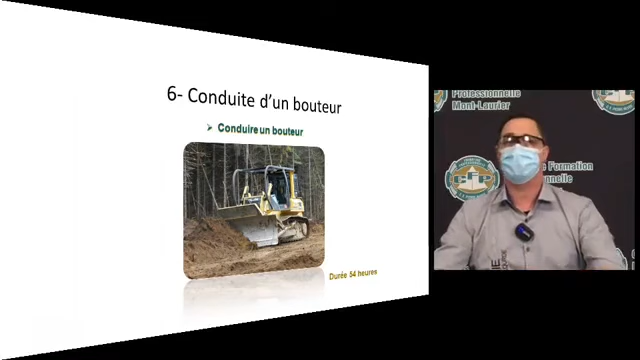 6- Conduite d'un bouteur
➢ Conduire un bouteur
Durée 54 heures
Professionnelle
Mont-Laurier
e Formation
nnelle